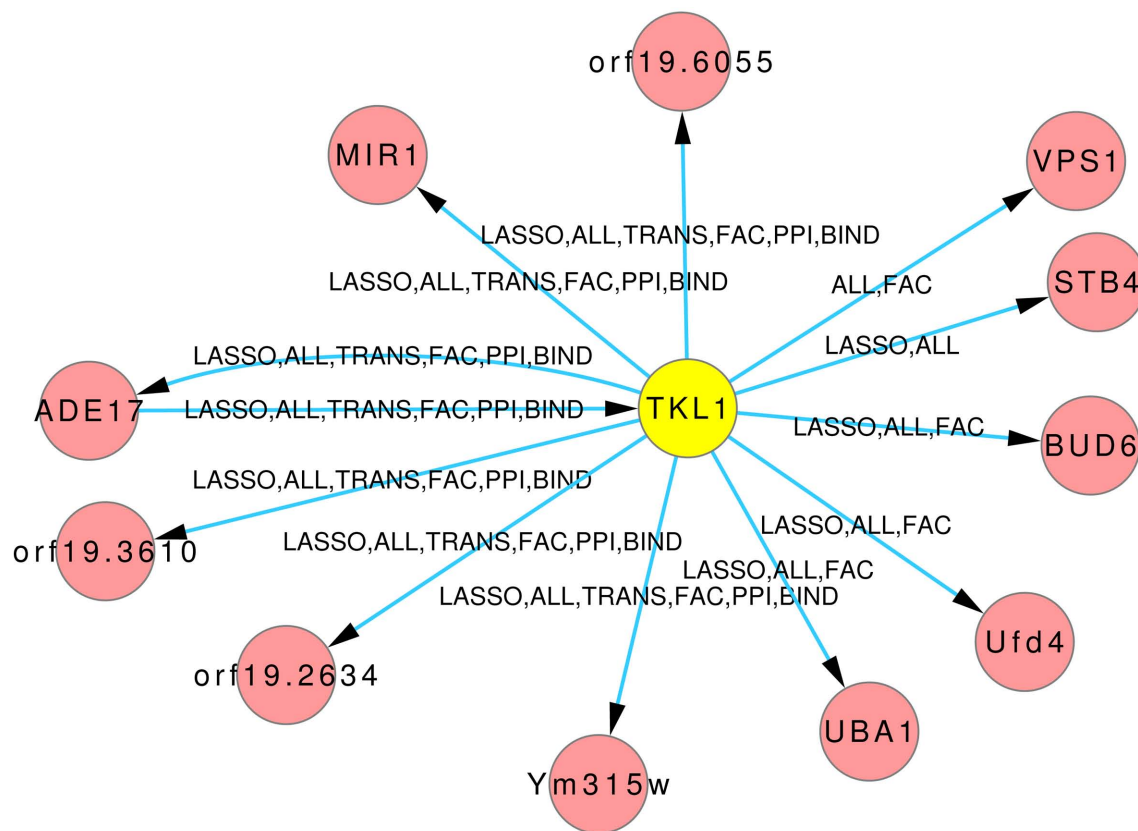 orf19.6055
MIR1
VPS1
LASSO,ALL,TRANS,FAC,PPI,BIND
LASSO,ALL,TRANS,FAC,PPI,BIND
ALL,FAC
STB4
LASSO,ALL
LASSO,ALL,TRANS,FAC,PPI,BIND
ADE17
LASSO,ALL,TRANS,FAC,PPI,BIND
TKL1
LASSO,ALL,FAC
BUD6
LASSO,ALL,TRANS,FAC,PPI,BIND
LASSO,ALL,FAC
orf19.3610
LASSO,ALL,TRANS,FAC,PPI,BIND
LASSO,ALL,FAC
LASSO,ALL,TRANS,FAC,PPI,BIND
Ufd4
orf19.2634
UBA1
Ym315w